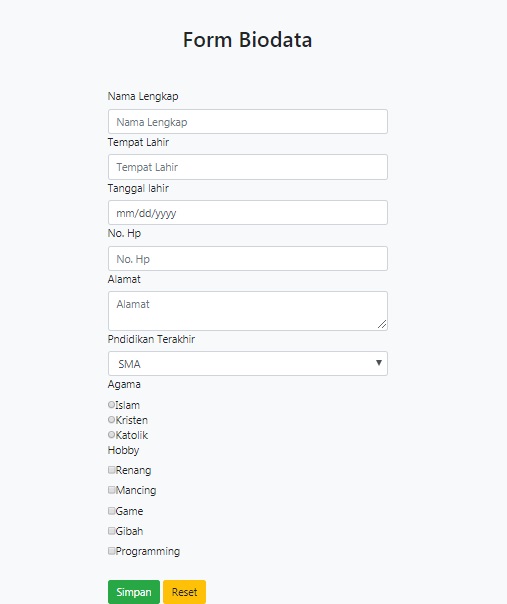 Form Biodata
Nama Lengkap
Nama Lengkap
Tempat Lahir
Tempat Lahir
Tanggal lahir
mm/dd/yyyy
No. Hp
No. Hp
Alamat
Alamat
Pndidikan Terakhir
SMA
Agama
Islam
Kristen
Katolik
Hobby
Renang
Mancing
Game
Gibah
Programming
Simpan Reset